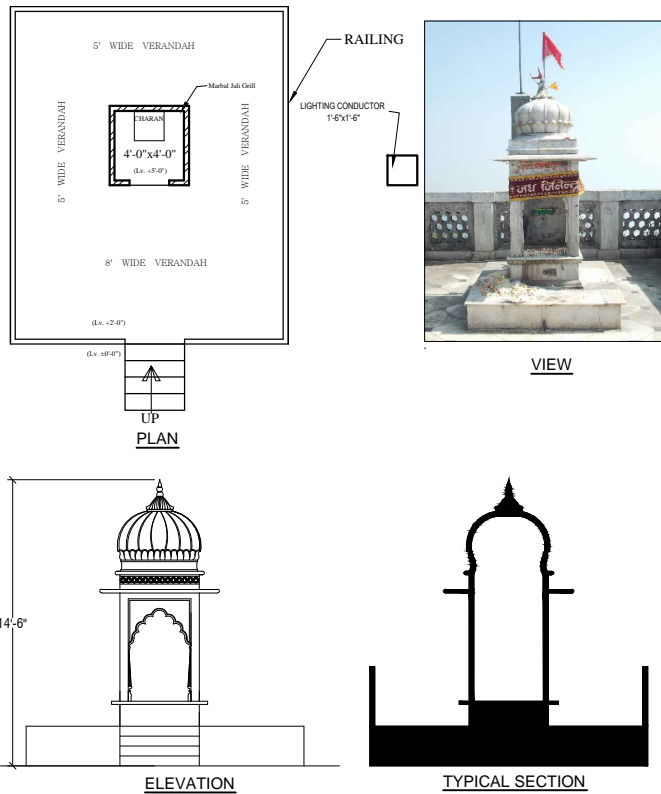 5' WIDE VERANDAH
RAILING
Marbal Jali Grill
LIGHTING CONDUCTOR
1'-6"x1'-6"
CHARAN
4'-0"x4'-0"
(Lv. +5'-0")
5' WIDE VERANDAH
5' WIDE VERANDAH
8' WIDE VERANDAH
(Lv. +2'-0")
(Lv. ±0'-0")
UP
PLAN
जय जिनेन्द्र
VIEW
14'-6"
ELEVATION
TYPICAL SECTION